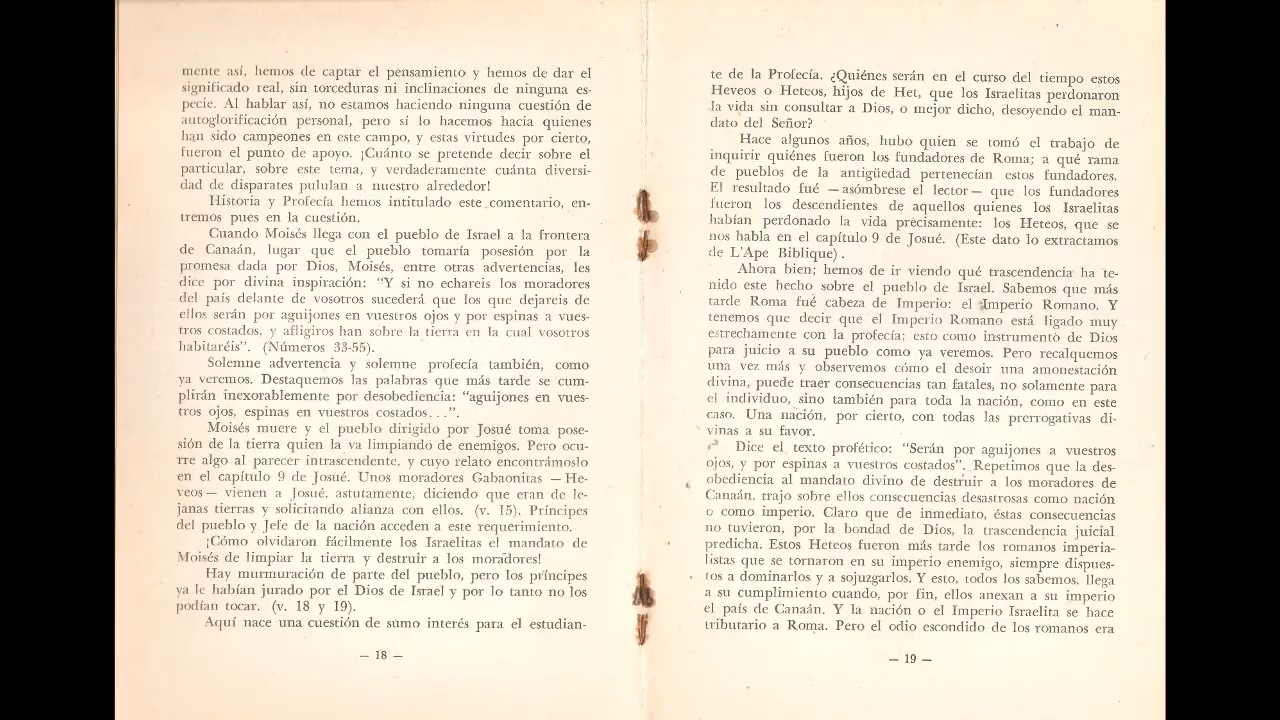 mente así, hemos de captar el pensamiento y hemos de dar el
significado real, sin torceduras ni inclinaciones de ninguna es-
pecie. Al hablar así, no estamos haciendo ninguna cuestión de
autoglorificación personal, pero sí lo hacemos hacia quienes
han sido campeones en este campo, y estas virtudes por cierto,
fueron el punto de apoyo. ¡Cuánto se pretende decir sobre el
particular, sobre este tema, y verdaderamente cuánta diversi-
dad de disparates pululan a nuestro alrededor!
Historia y Profecía hemos intitulado este comentario, en-
tremos pues en la cuestión.
Cuando Moisés llega con el pueblo de Israel a la frontera
de Canaán, lugar que el pueblo tomaría posesión por la
promesa dada por Dios, Moisés, entre otras advertencias, les
dice por divina inspiración: "Y si no echareis los moradores
del país delante de vosotros sucederá que los que dejareis de
ellos serán por aguijones en vuestros ojos y por espinas a vues-
tros costados, y afligiros han sobre la tierra en la cual vosotros
habitaréis". (Números 33-55).
Solemne advertencia y solemne profecía también, como
ya veremos. Destaquemos las palabras que más tarde se cum-
plirán inexorablemente por desobediencia: "aguijones en vues-
tros ojos, espinas en vuestros costados...".
Moisés muere y el pueblo dirigido por Josué toma pose-
sión de la tierra quien la va limpiando de enemigos. Pero ocu-
rre algo al parecer intrascendente, y cuyo relato encontrámoslo
en el capítulo 9 de Josué. Unos moradores Gabaonitas —He-
veos— vienen a Josué, astutamente, diciendo que eran de le-
janas tierras y solicitando alianza con ellos. (v. 15). Príncipes
del pueblo y Jefe de la nación acceden a este requerimiento.
¡Cómo olvidaron fácilmente los Israelitas el mandato de
Moisés de limpiar la tierra y destruir a los moradores!
Hay murmuración de parte del pueblo, pero los príncipes
ya le habían jurado por el Dios de Israel y por lo tanto no los
podían tocar. (v. 18 y 19).
Aquí nace una cuestión de sumo interés para el estudian-
— 18 —
te de la Profecía. ¿Quiénes serán en el curso del tiempo estos
Heveos o Heteos, hijos de Het, que los Israelitas perdonaron
la vida sin consultar a Dios, o mejor dicho, desoyendo el man-
dato del Señor?
Hace algunos años, hubo quien se tomó el trabajo de
inquirir quiénes fueron los fundadores de Roma; a qué rama
de pueblos de la antigüedad pertenecían estos fundadores.
El resultado fué —asómbrese el lector— que los fundadores
fueron los descendientes de aquellos quienes los Israelitas
habían perdonado la vida precisamente: los Heteos, que se
nos habla en el capítulo 9 de Josué. (Este dato lo extractamos
de L'Ape Biblique) .
Ahora bien; hemos de ir viendo qué trascendencia ha te-
nido este hecho sobre el pueblo de Israel. Sabemos que más
tarde Roma fué cabeza de Imperio: el Imperio Romano. Y
tenemos que decir que el Imperio Romano está ligado muy
estrechamente con la profecía; esto como instrumento de Dios
para juicio a su pueblo como ya veremos. Pero recalquemos
una vez más y observemos cómo el desoir una amonestación
divina, puede traer consecuencias tan fatales, no solamente para
el individuo, sino también para toda la nación, como en este
caso. Una nación, por cierto, con todas las prerrogativas di-
vinas a su favor.
Dice el texto profético: "Serán por aguijones a vuestros
ojos, y por espinas a vuestros costados". Repetimos que la des-
obediencia al mandato divino de destruir a los moradores de
Canaán, trajo sobre ellos consecuencias desastrosas como nación
o como imperio. Claro que de inmediato, éstas consecuencias
no tuvieron, por la bondad de Dios, la trascendencia juicial
predicha. Estos Heteos fueron más tarde los romanos imperia-
listas que se tornaron en su imperio enemigo, siempre dispues-
tos a dominarlos y a sojuzgarlos. Y esto, todos lo sabemos. llega
a su cumplimiento cuando, por fin, ellos anexan a su imperio
el país de Canaán. Y la nación o el Imperio Israelita se hace
tributario a Roma. Pero el odio escondido de los romanos era
— 19 —